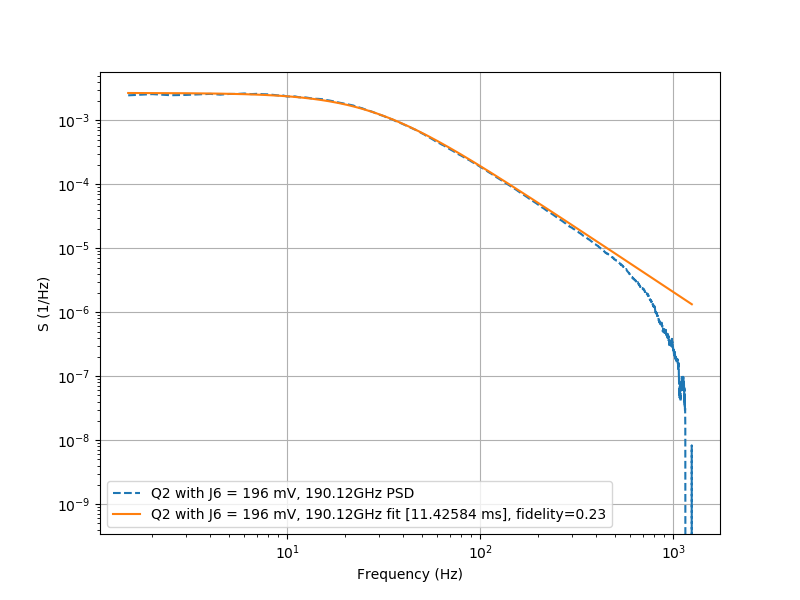 S (1/Hz)
10⁻³
10⁻⁴
10⁻⁵
10⁻⁶
10⁻⁷
10⁻⁸
10⁻⁹
Q2 with J6 = 196 mV, 190.12GHz PSD
Q2 with J6 = 196 mV, 190.12GHz fit [11.42584 ms], fidelity=0.23
10¹ 10² 10³
Frequency (Hz)